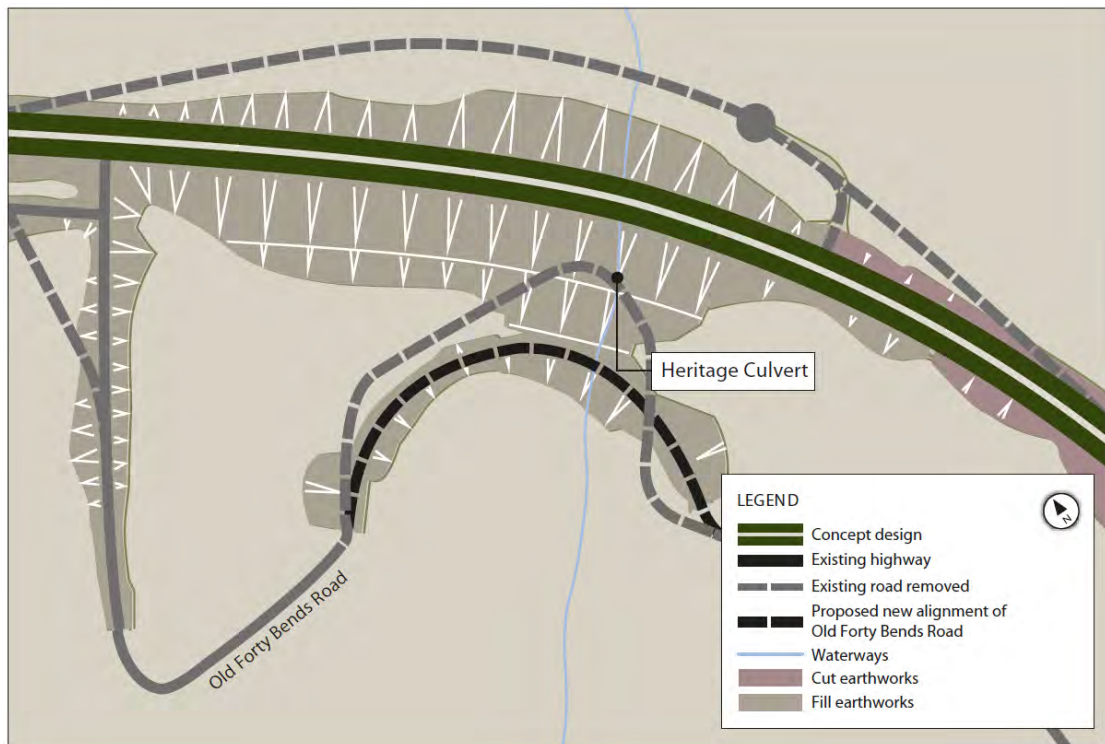 Heritage Culvert
Old Forty Bends Road
LEGEND
N
Concept design
Existing highway
Existing road removed
Proposed new alignment of
Old Forty Bends Road
Waterways
Cut earthworks
Fill earthworks